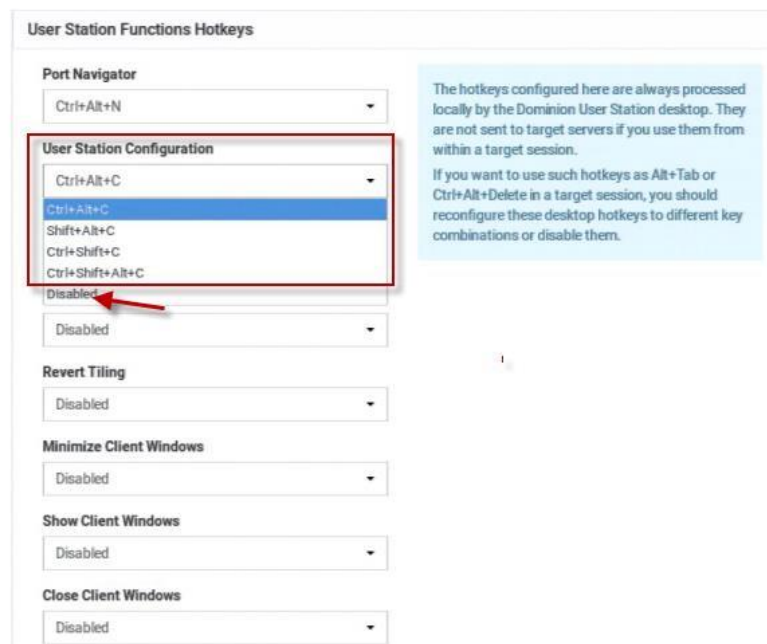 User Station Functions Hotkeys
Port Navigator
Ctrl+Alt+N
User Station Configuration
Ctrl+Alt+C
Ctrl+Alt+C
Shift+Alt+C
Ctrl+Shift+C
Ctrl+Shift+Alt+C
Disabled
Disabled
Revert Tiling
Disabled
Minimize Client Windows
Disabled
Show Client Windows
Disabled
Close Client Windows
Disabled
The hotkeys configured here are always processed
locally by the Dominion User Station desktop. They
are not sent to target servers if you use them from
within a target session.
If you want to use such hotkeys as Alt+Tab or
Ctrl+Alt+Delete in a target session, you should
reconfigure these desktop hotkeys to different key
combinations or disable them.